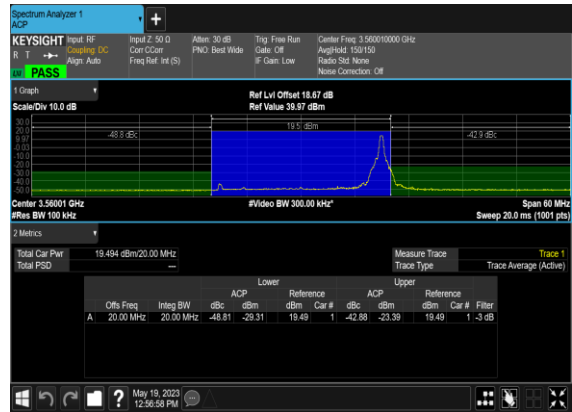 Spectrum Analyzer 1
ACP
KEYSIGHT Input: RF Input Z: 50 Ω Atten: 30 dB Trig: Free Run Center Freq: 3.560010000 GHz
R T Coupling: DC Corr CCorr PNO: Best Wide Gate: Off Avg|Hold: 150/150
Align: Auto Freq Ref: Int (S) IF Gain: Low Radio Std: None
PASS Noise Correction: Off
1 Graph Ref Lvl Offset 18.67 dB
Scale/Div 10.0 dB Ref Value 39.97 dBm
30.0
20.0 -48.8 dBc 19.5 dBm -42.9 dBc
9.97
-0.03
-10.0
-20.0
-30.0
-40.0
-50.0
Center 3.56001 GHz #Video BW 300.00 kHz* Span 60 MHz
#Res BW 100 kHz Sweep 20.0 ms (1001 pts)
2 Metrics
Total Car Pwr 19.494 dBm/20.00 MHz Measure Trace Trace 1
Total PSD --- Trace Type Trace Average (Active)
Lower Upper
ACP Reference ACP Reference
Offs Freq Integ BW dBc dBm dBm Car # dBc dBm dBm Car # Filter
A 20.00 MHz 20.00 MHz -48.81 -29.31 19.49 1 -42.88 -23.39 19.49 1 -3 dB
? May 19, 2023
12:56:58 PM